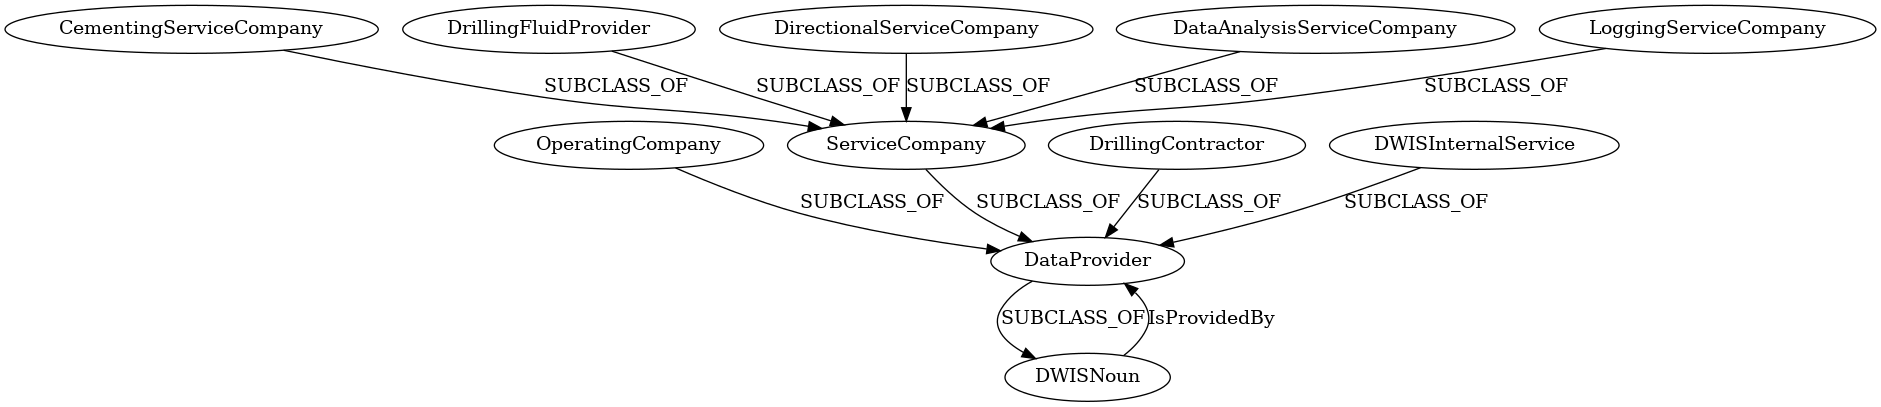 CementingServiceCompany
DrillingFluidProvider
DirectionalServiceCompany
DataAnalysisServiceCompany
LoggingServiceCompany
SUBCLASS_OF
SUBCLASS_OF
SUBCLASS_OF
SUBCLASS_OF
SUBCLASS_OF
OperatingCompany
ServiceCompany
DrillingContractor
DWISInternalService
SUBCLASS_OF
SUBCLASS_OF
SUBCLASS_OF
SUBCLASS_OF
DataProvider
SUBCLASS_OF
IsProvidedBy
DWISNoun